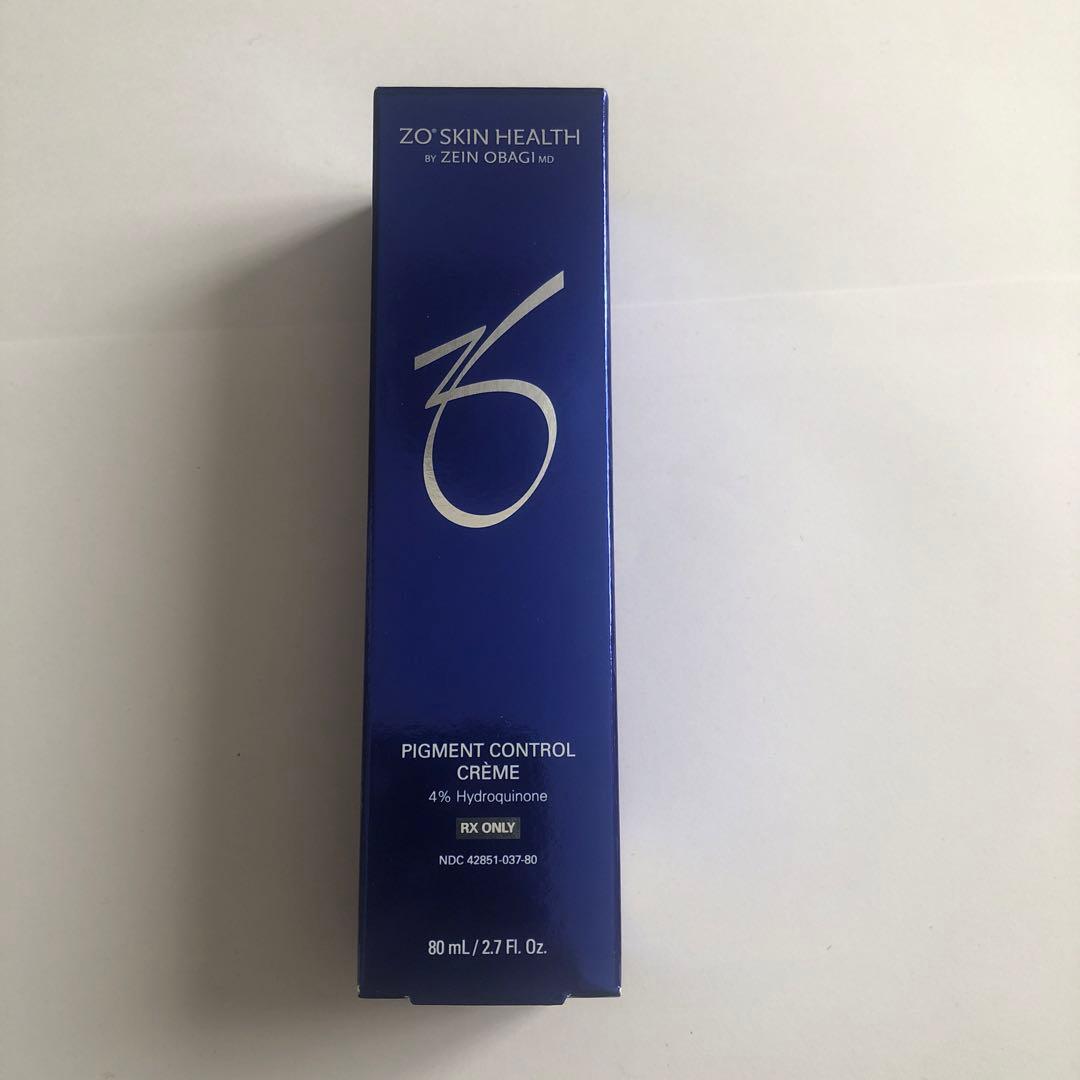 ZO® SKIN HEALTH
BY ZEIN OBAGI MD
ZO
PIGMENT CONTROL
CRÈME
4% Hydroquinone
RX ONLY
NDC 42851-037-80
80 mL / 2.7 Fl. Oz.